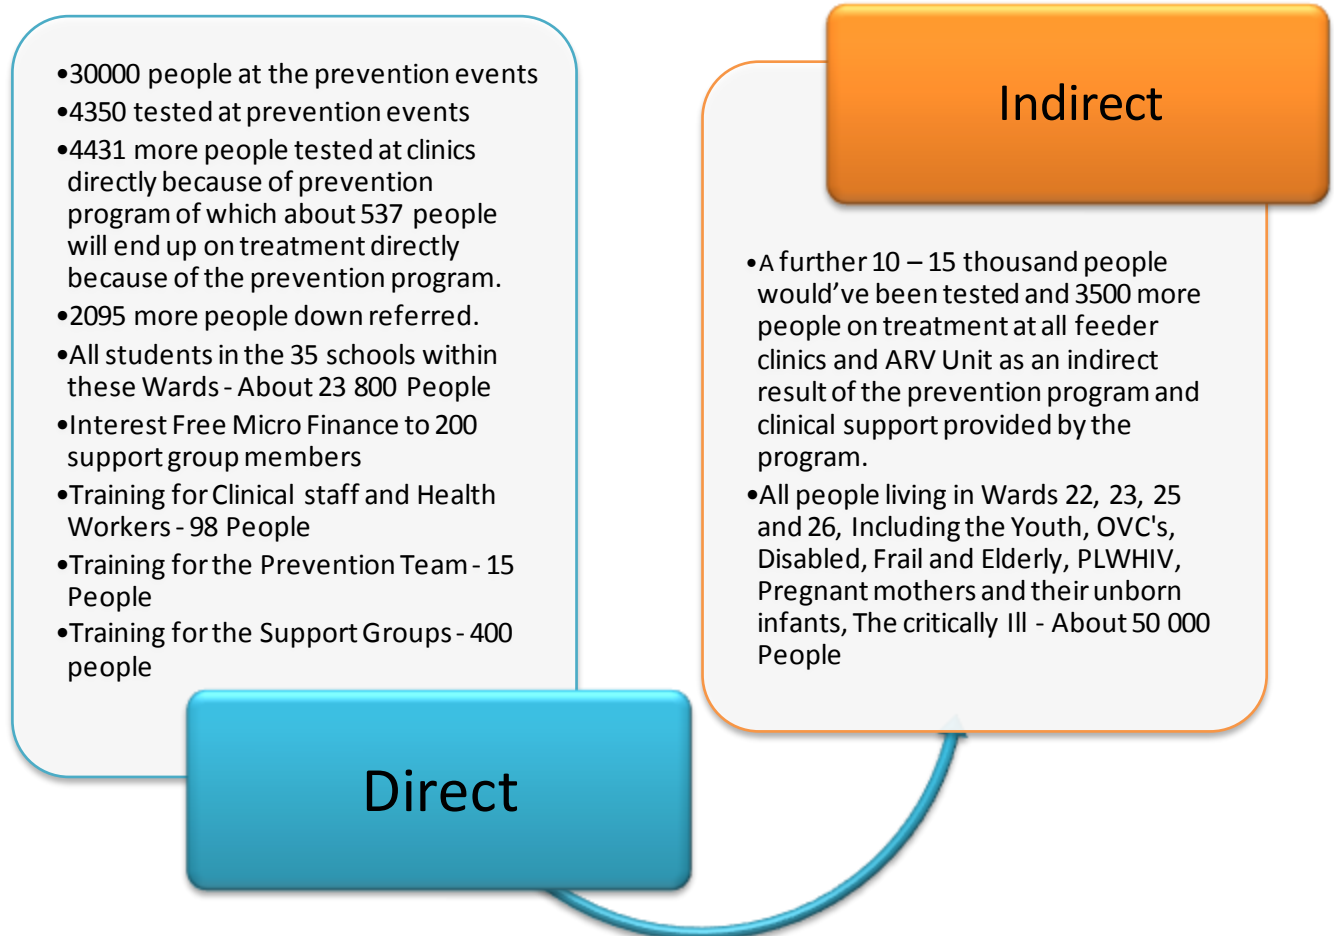 •30000 people at the prevention events
•4350 tested at prevention events
•4431 more people tested at clinics
directly because of prevention
program of which about 537 people
will end up on treatment directly
because of the prevention program.
•2095 more people down referred.
•All students in the 35 schools within
these Wards - About 23 800 People
•Interest Free Micro Finance to 200
support group members
•Training for Clinical staff and Health
Workers - 98 People
•Training for the Prevention Team - 15
People
•Training for the Support Groups - 400
people
Direct
Indirect
•A further 10 – 15 thousand people
would’ve been tested and 3500 more
people on treatment at all feeder
clinics and ARV Unit as an indirect
result of the prevention program and
clinical support provided by the
program.
•All people living in Wards 22, 23, 25
and 26, Including the Youth, OVC's,
Disabled, Frail and Elderly, PLWHIV,
Pregnant mothers and their unborn
infants, The critically Ill - About 50 000
People